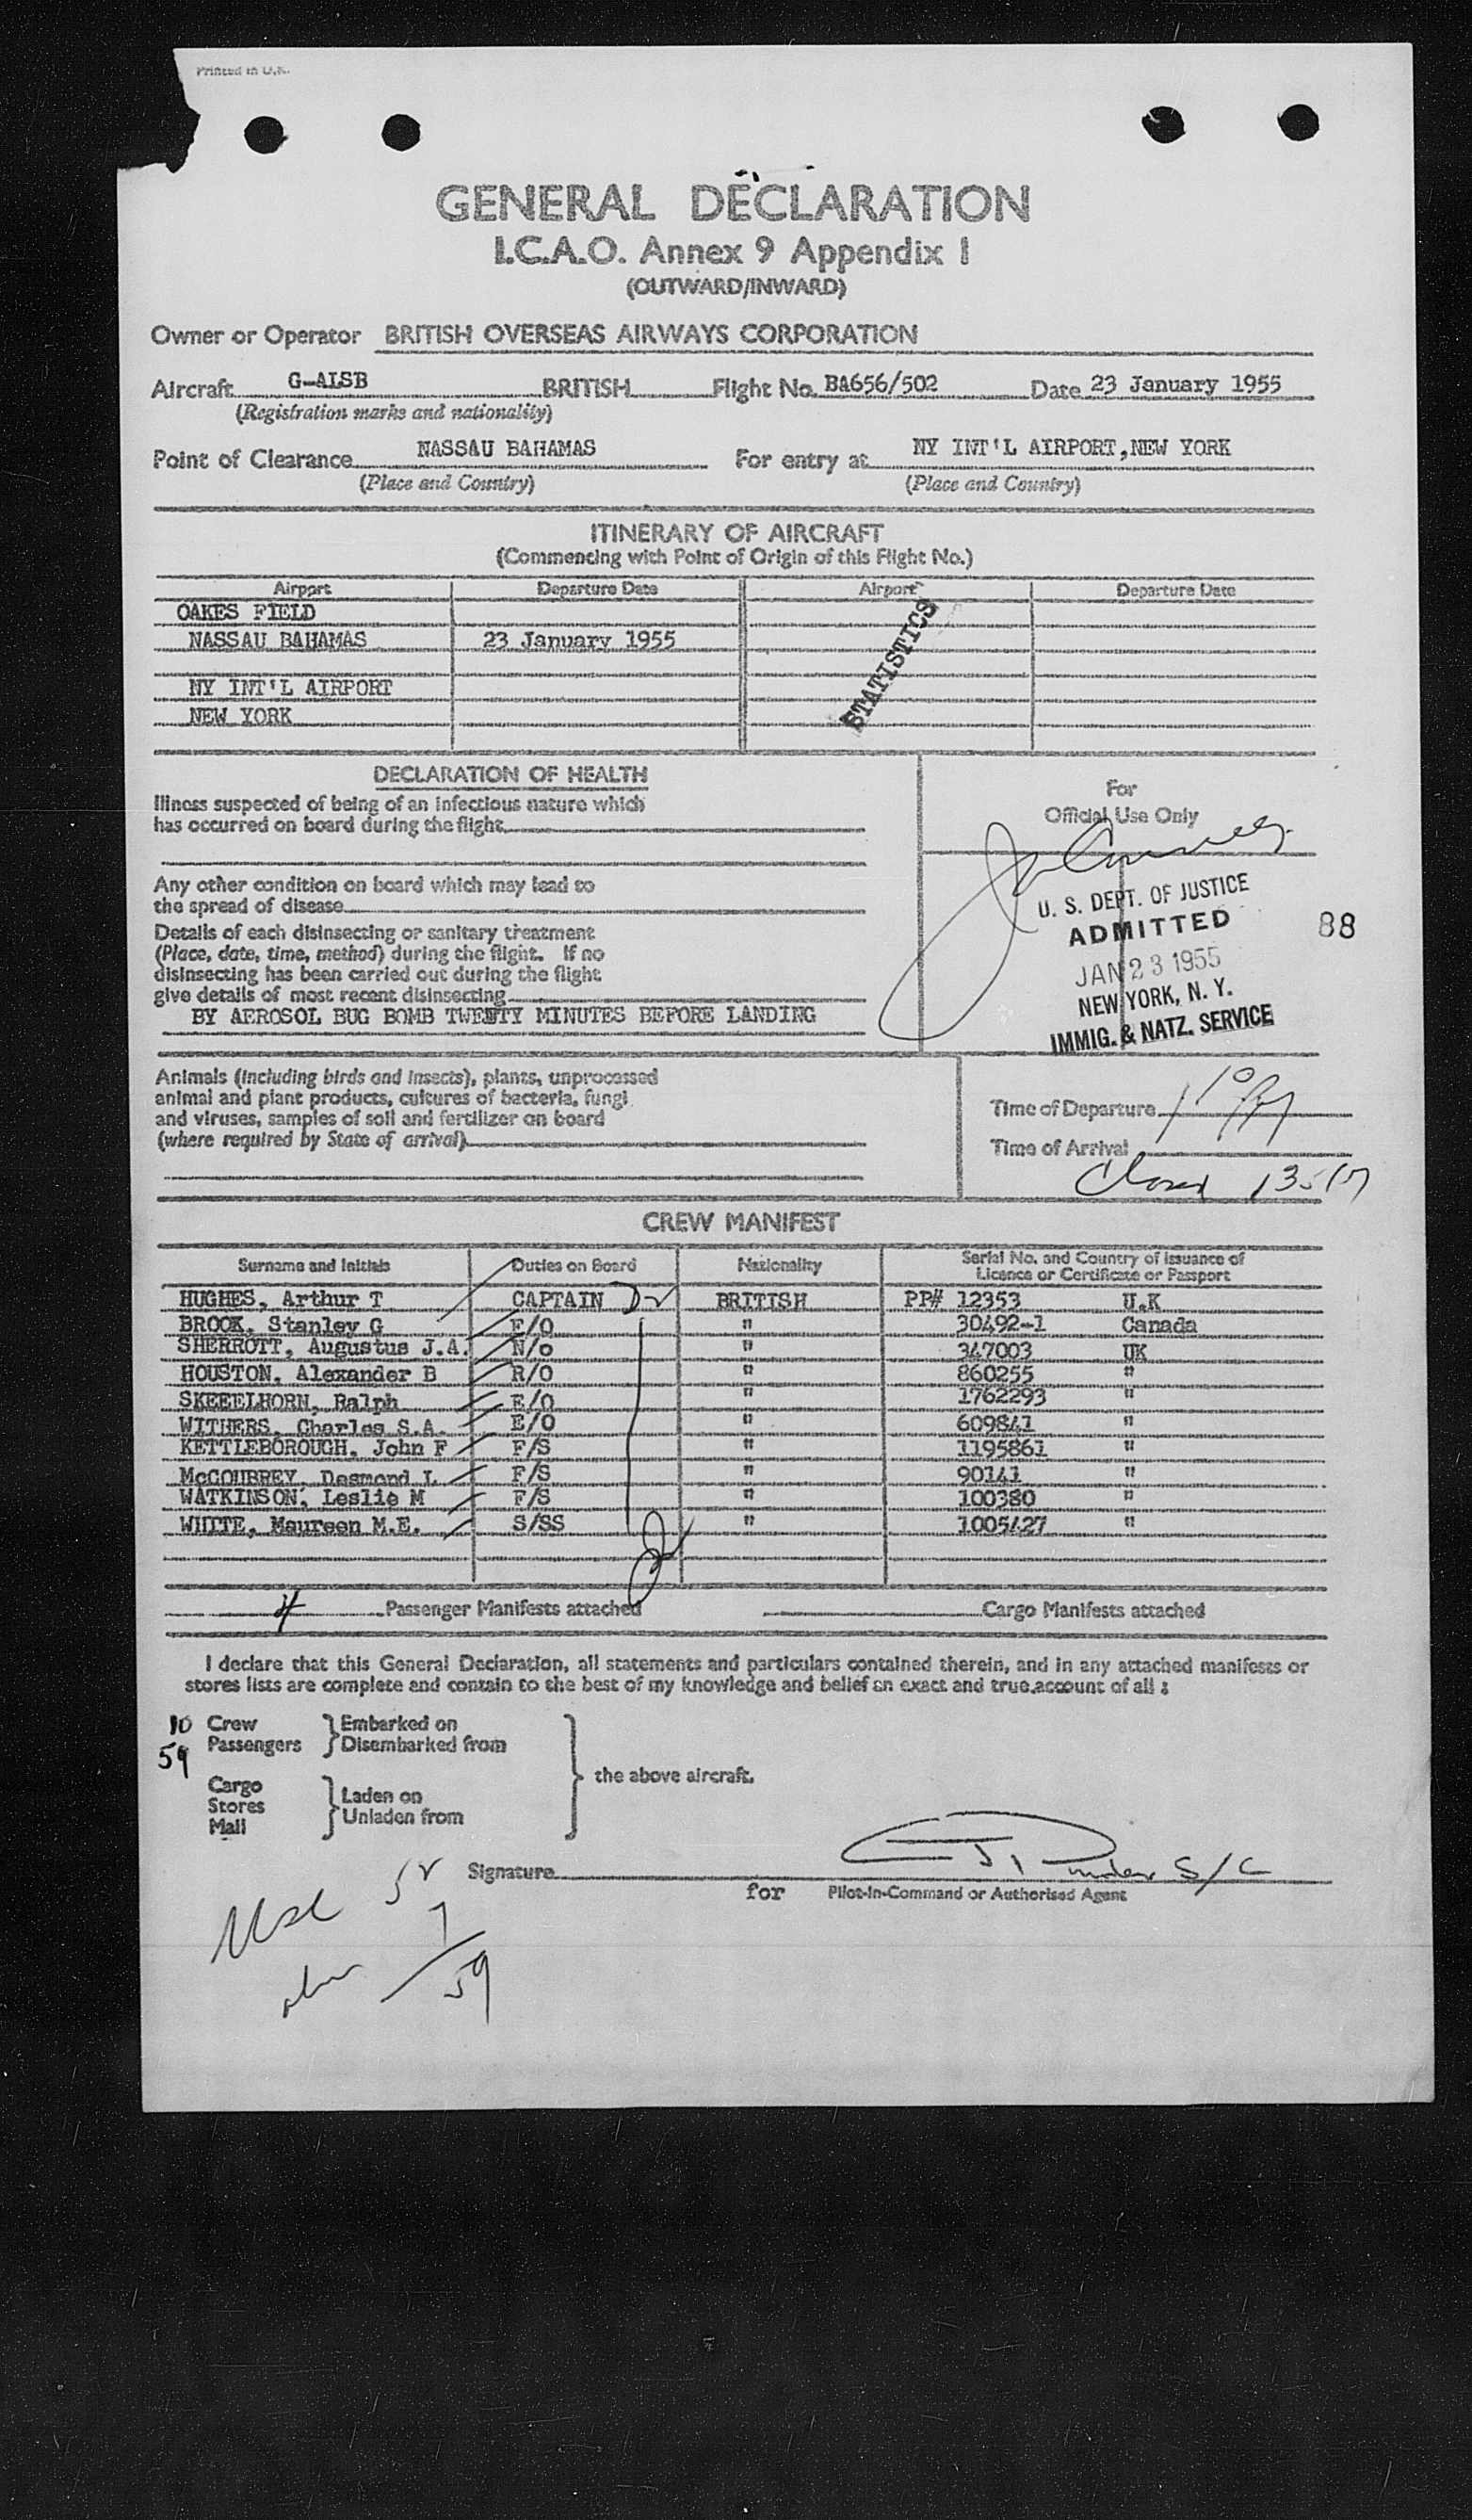 Printed in U.K.
GENERAL DECLARATION
I.C.A.O. Annex 9 Appendix I
(OUTWARD/INWARD)
Owner or Operator BRITISH OVERSEAS AIRWAYS CORPORATION
Aircraft G-ALSB BRITISH Flight No. BA656/502 Date 23 January 1955
(Registration marks and nationality)
Point of Clearance NASSAU BAHAMAS For entry at NY INT'L AIRPORT,NEW YORK
(Place and Country) (Place and Country)
ITINERARY OF AIRCRAFT
(Commencing with Point of Origin of this Flight No.)
Airport Departure Date Airport Departure Date
OAKES FIELD
NASSAU BAHAMAS 23 January 1955
STATISTICS
NY INT'L AIRPORT
NEW YORK
DECLARATION OF HEALTH
Illness suspected of being of an infectious nature which
has occurred on board during the flight
Any other condition on board which may lead to
the spread of disease
Details of each disinsecting or sanitary treatment
(Place, date, time, method) during the flight. If no
disinsecting has been carried out during the flight
give details of most recent disinsecting
BY AEROSOL BUG BOMB TWENTY MINUTES BEFORE LANDING
For
Official Use Only
U. S. DEPT. OF JUSTICE
ADMITTED
88
JAN 23 1955
NEW YORK, N. Y.
IMMIG. & NATZ. SERVICE
Animals (including birds and insects), plants, unprocessed
animal and plant products, cultures of bacteria, fungi
and viruses, samples of soil and fertilizer on board
(where required by State of arrival)
Time of Departure
Time of Arrival
CREW MANIFEST
Surname and Initials Duties on Board Nationality Serial No. and Country of Issuance of
Licence or Certificate or Passport
HUGHES, Arthur T CAPTAIN BRITISH PP# 12353 U.K
BROOK, Stanley G F/O " 30492-1 Canada
SHERROTT, Augustus J.A. N/o " 347003 UK
HOUSTON, Alexander B R/O " 860255 "
SKEEELHORN, Ralph E/O " 1762293 "
WITHERS, Charles S.A. E/O " 609841 "
KETTLEBOROUGH, John F F/S " 1195861 "
McCOUBREY, Desmond L F/S " 90141 "
WATKINSON, Leslie M F/S " 100380 "
WHITE, Maureen M.E. S/SS " 1005427 "
4 Passenger Manifests attached Cargo Manifests attached
I declare that this General Declaration, all statements and particulars contained therein, and in any attached manifests or
stores lists are complete and contain to the best of my knowledge and belief an exact and true account of all :
10 Crew Embarked on
59 Passengers Disembarked from
the above aircraft.
Cargo
Stores
Mail
Laden on
Unladen from
Signature
for Pilot-in-Command or Authorised Agent
7
59